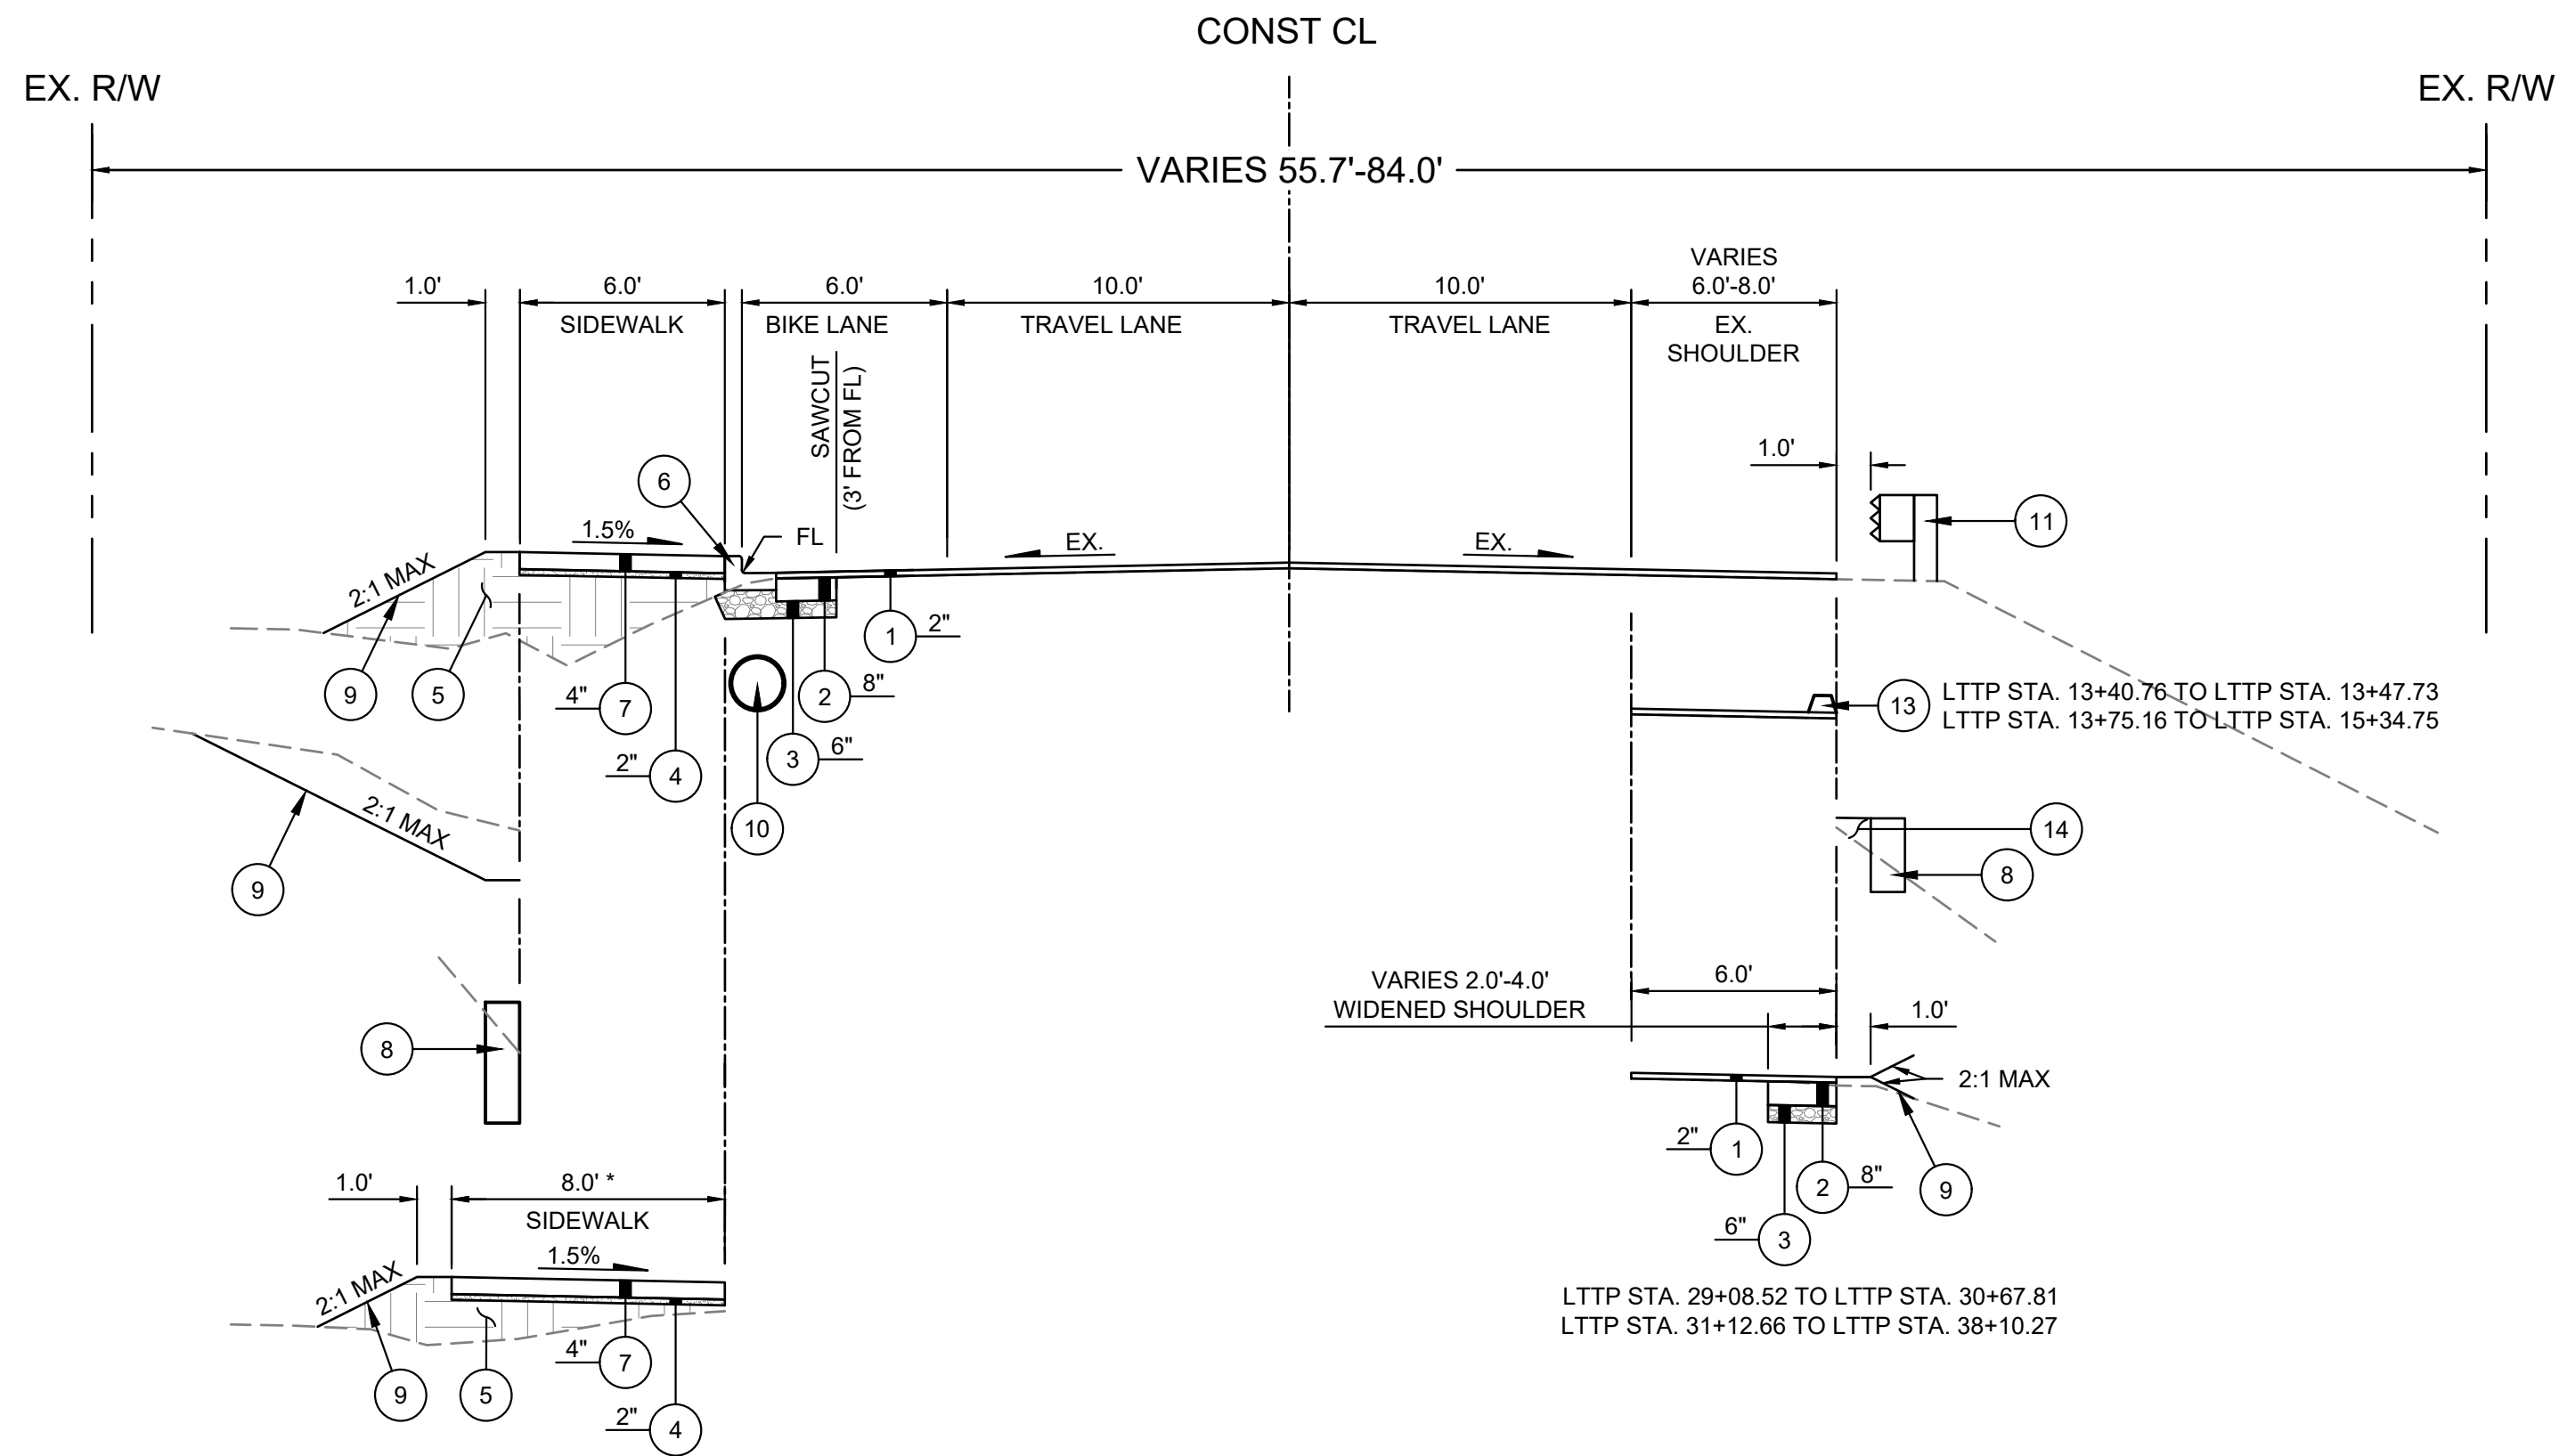 CONST CL
EX. R/W
EX. R/W
VARIES 55.7'-84.0'
1.0'
6.0'
SIDEWALK
6.0'
BIKE LANE
10.0'
TRAVEL LANE
10.0'
TRAVEL LANE
VARIES
6.0'-8.0'
EX.
SHOULDER
SAWCUT
(3' FROM FL)
1.0'
6
11
FL
1.5%
EX.
EX.
2:1 MAX
9
5
4"
7
2"
4
10
3
6"
2
8"
1
2"
13
LTTP STA. 13+40.76 TO LTTP STA. 13+47.73
LTTP STA. 13+75.16 TO LTTP STA. 15+34.75
2:1 MAX
9
14
8
8
VARIES 2.0'-4.0'
WIDENED SHOULDER
6.0'
1.0'
2:1 MAX
2"
1
2
8"
9
6"
3
LTTP STA. 29+08.52 TO LTTP STA. 30+67.81
LTTP STA. 31+12.66 TO LTTP STA. 38+10.27
1.0'
8.0' *
SIDEWALK
1.5%
2:1 MAX
9
5
4"
7
2"
4